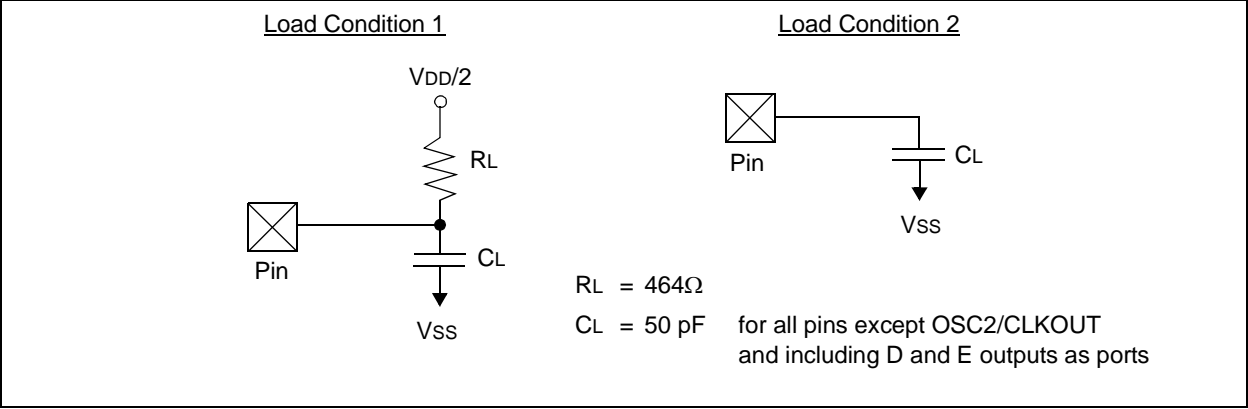 Load Condition 1
VDD/2
RL
Pin
CL
VSS
Load Condition 2
Pin
CL
VSS
RL = 464Ω
CL = 50 pF for all pins except OSC2/CLKOUT
and including D and E outputs as ports